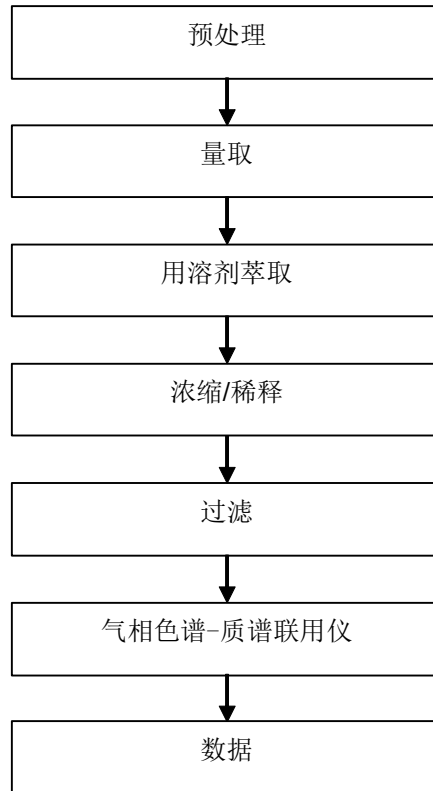 预处理
量取
用溶剂萃取
浓缩/稀释
过滤
气相色谱-质谱联用仪
数据